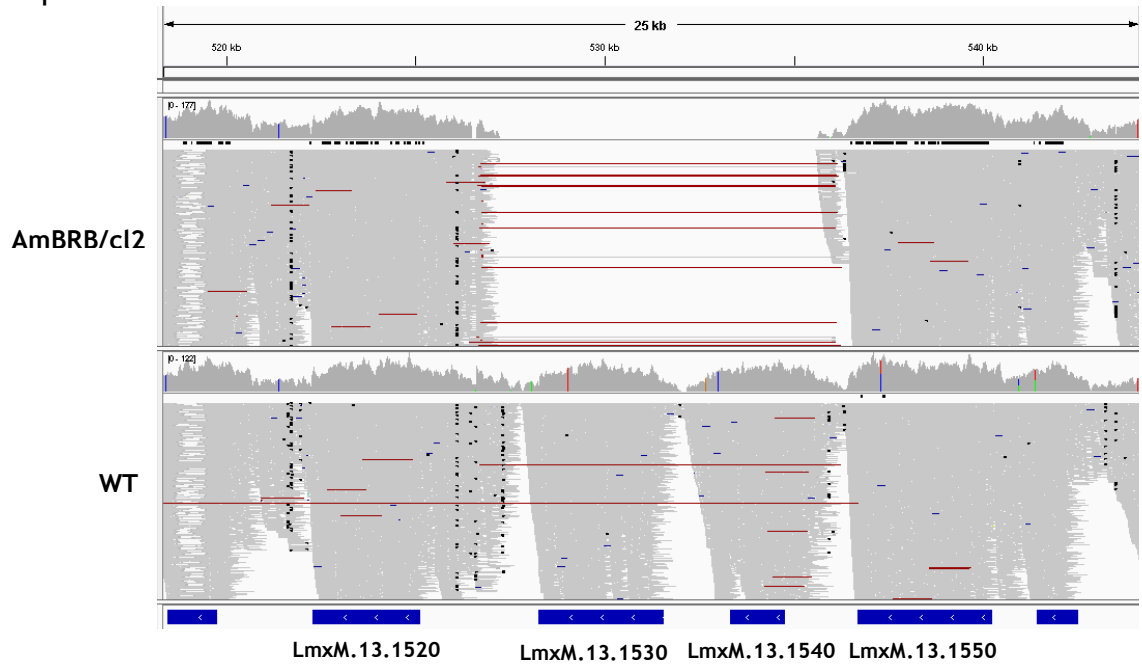 25 kb
520 kb 530 kb 540 kb
[0 - 177]
AmBRB/cl2
[0 - 122]
WT
LmxM.13.1520 LmxM.13.1530 LmxM.13.1540 LmxM.13.1550